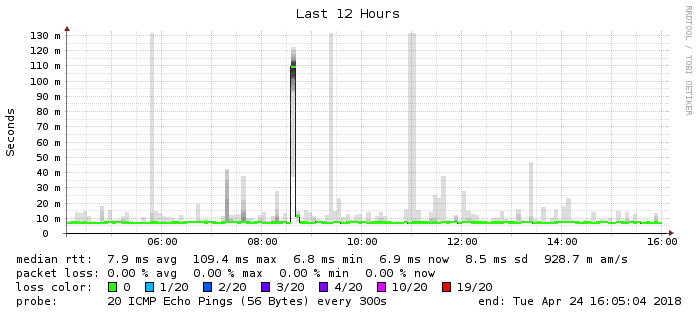 Last 12 Hours
RRDTOOL / TOBI OETIKER
Seconds
130 m
120 m
110 m
100 m
90 m
80 m
70 m
60 m
50 m
40 m
30 m
20 m
10 m
0
06:00 08:00 10:00 12:00 14:00 16:00
median rtt: 7.9 ms avg 109.4 ms max 6.8 ms min 6.9 ms now 8.5 ms sd 928.7 m am/s
packet loss: 0.00 % avg 0.00 % max 0.00 % min 0.00 % now
loss color: 0 1/20 2/20 3/20 4/20 10/20 19/20
probe: 20 ICMP Echo Pings (56 Bytes) every 300s end: Tue Apr 24 16:05:04 2018